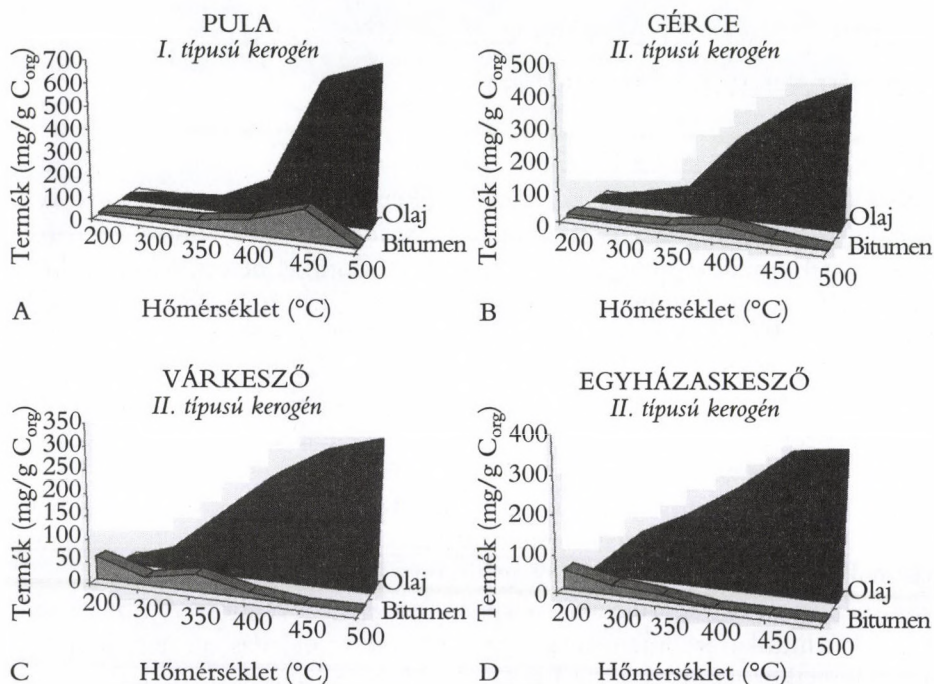 PULA
I. típusú kerogén
Termék (mg/g Corg)
700
600
500
400
300
200
100
0
200
300
350
400
450
500
Olaj
Bitumen
A
Hőmérséklet (°C)
GÉRCE
II. típusú kerogén
Termék (mg/g Corg)
500
400
300
200
100
0
200
300
350
400
450
500
Olaj
Bitumen
B
Hőmérséklet (°C)
VÁRKESZŐ
II. típusú kerogén
Termék (mg/g Corg)
350
300
250
200
150
100
50
0
200
300
350
400
450
500
Olaj
Bitumen
C
Hőmérséklet (°C)
EGYHÁZASKESZŐ
II. típusú kerogén
Termék (mg/g Corg)
400
300
200
100
0
200
300
350
400
450
500
Olaj
Bitumen
D
Hőmérséklet (°C)